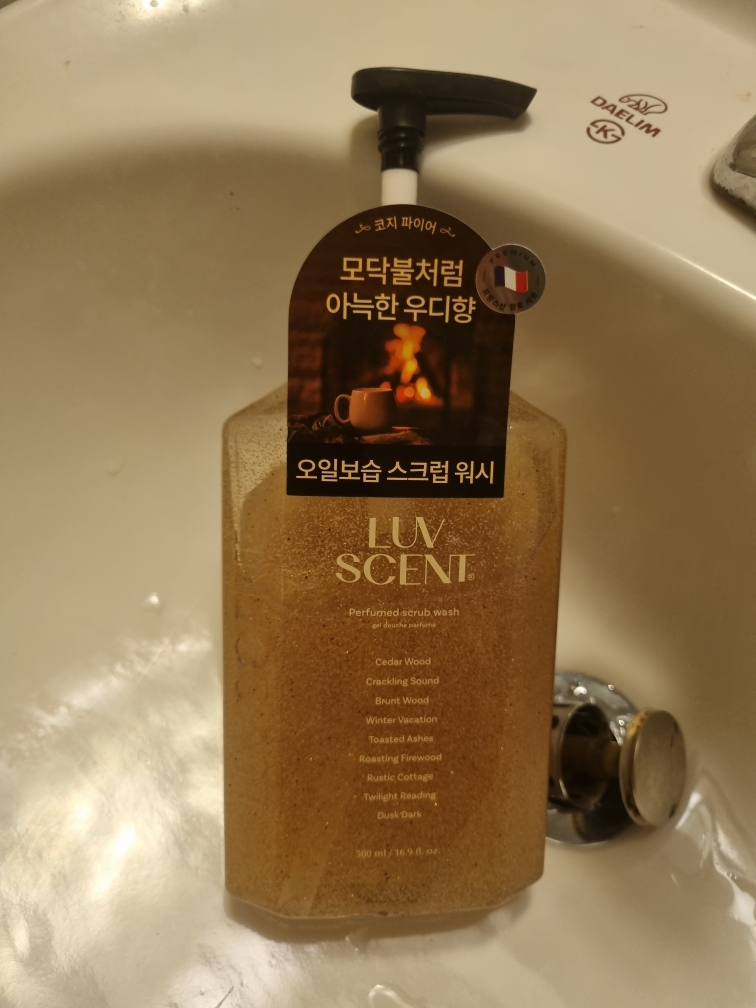 DAELIM
K
코지 파이어
모닥불처럼
아늑한 우디향
PREMIUM
오일보습 스크럽 워시
LUV
SCENT®
Perfumed scrub wash
gel douche parfumé
Cedar Wood
Crackling Sound
Brunt Wood
Winter Vacation
Toasted Ashes
Roasting Firewood
Rustic Cottage
Twilight Reading
Dusk Dark
500 ml / 16.9 fl. oz.